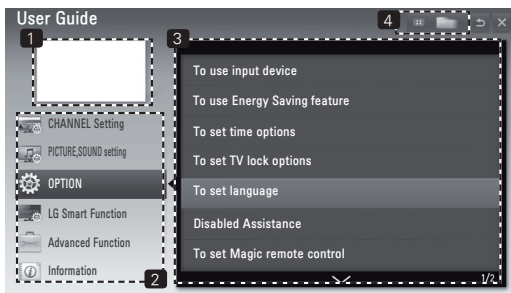 User Guide
4
1
3
To use input device
To use Energy Saving feature
CHANNEL Setting
To set time options
PICTURE,SOUND setting
To set TV lock options
OPTION
To set language
LG Smart Function
Disabled Assistance
Advanced Function
To set Magic remote control
Information
2
1/2